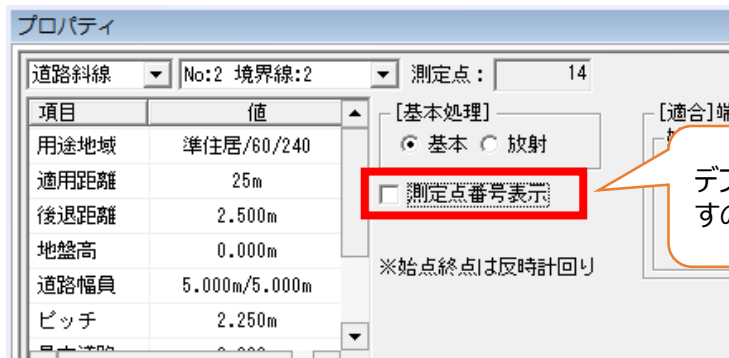 プロパティ
道路斜線 No:2 境界線:2 測定点： 14
項目 値
用途地域 準住居/60/240
適用距離 25m
後退距離 2.500m
地盤高 0.000m
道路幅員 5.000m/5.000m
ピッチ 2.250m
[基本処理]
基本 放射
測定点番号表示
※始点終点は反時計回り
[適合]端
デフ
すの